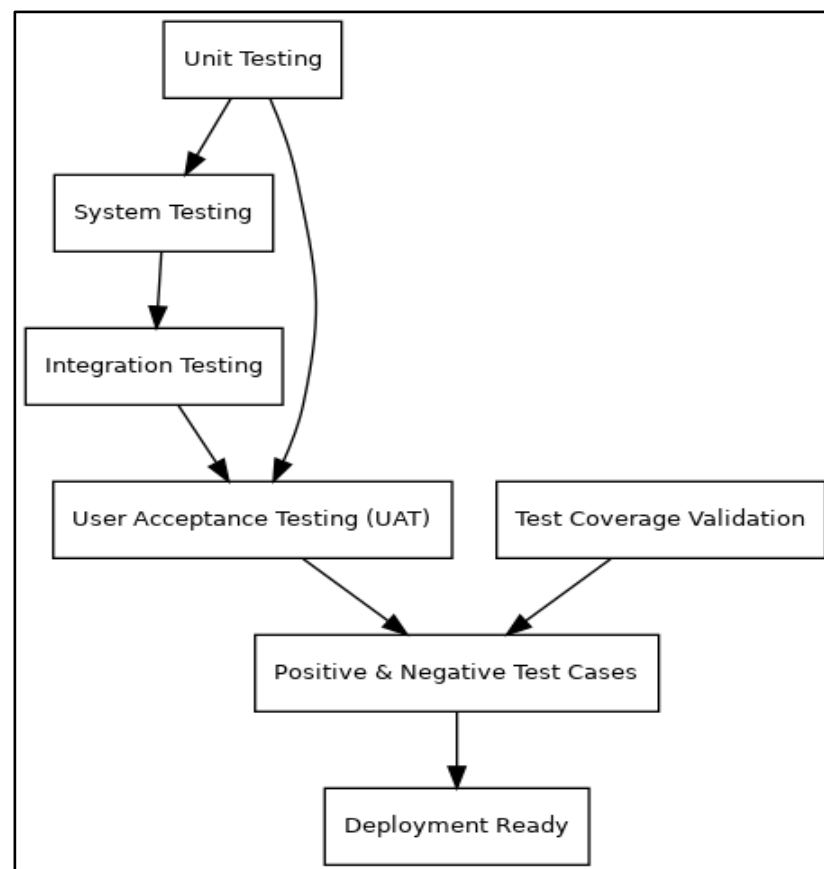 Unit Testing
System Testing
Integration Testing
User Acceptance Testing (UAT)
Test Coverage Validation
Positive & Negative Test Cases
Deployment Ready